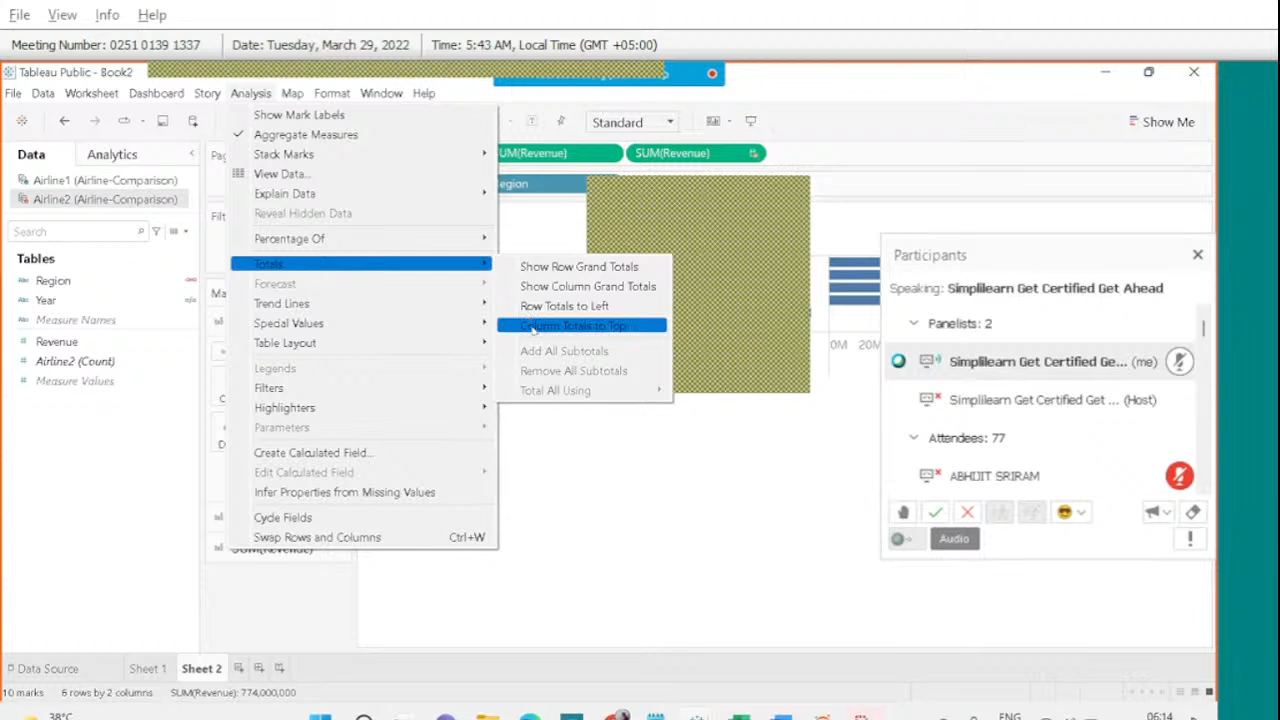 File View Info Help
Meeting Number: 0251 0139 1337 Date: Tuesday, March 29, 2022 Time: 5:43 AM, Local Time (GMT +05:00)
Tableau Public - Book2
File Data Worksheet Dashboard Story Analysis Map Format Window Help
Standard
Show Me
Data
Analytics
Airline1 (Airline-Comparison)
Airline2 (Airline-Comparison)
Search
Tables
Region
Year
Measure Names
Revenue
Airline2 (Count)
Measure Values
Show Mark Labels
Aggregate Measures
Stack Marks
View Data...
Explain Data
Reveal Hidden Data
Percentage Of
Totals
Forecast
Trend Lines
Special Values
Table Layout
Legends
Filters
Highlighters
Parameters
Create Calculated Field...
Edit Calculated Field
Infer Properties from Missing Values
Cycle Fields
Swap Rows and Columns Ctrl+W
Show Row Grand Totals
Show Column Grand Totals
Row Totals to Left
Column Totals to Top
Add All Subtotals
Remove All Subtotals
Total All Using
UM(Revenue) SUM(Revenue)
egion
0M 20M
Participants
Speaking: Simplilearn Get Certified Get Ahead
Panelists: 2
Simplilearn Get Certified Ge... (me)
Simplilearn Get Certified Get ... (Host)
Attendees: 77
ABHIJIT SRIRAM
Audio
Data Source Sheet 1 Sheet 2
10 marks 6 rows by 2 columns SUM(Revenue): 774,000,000
38°C
ENG
06:14